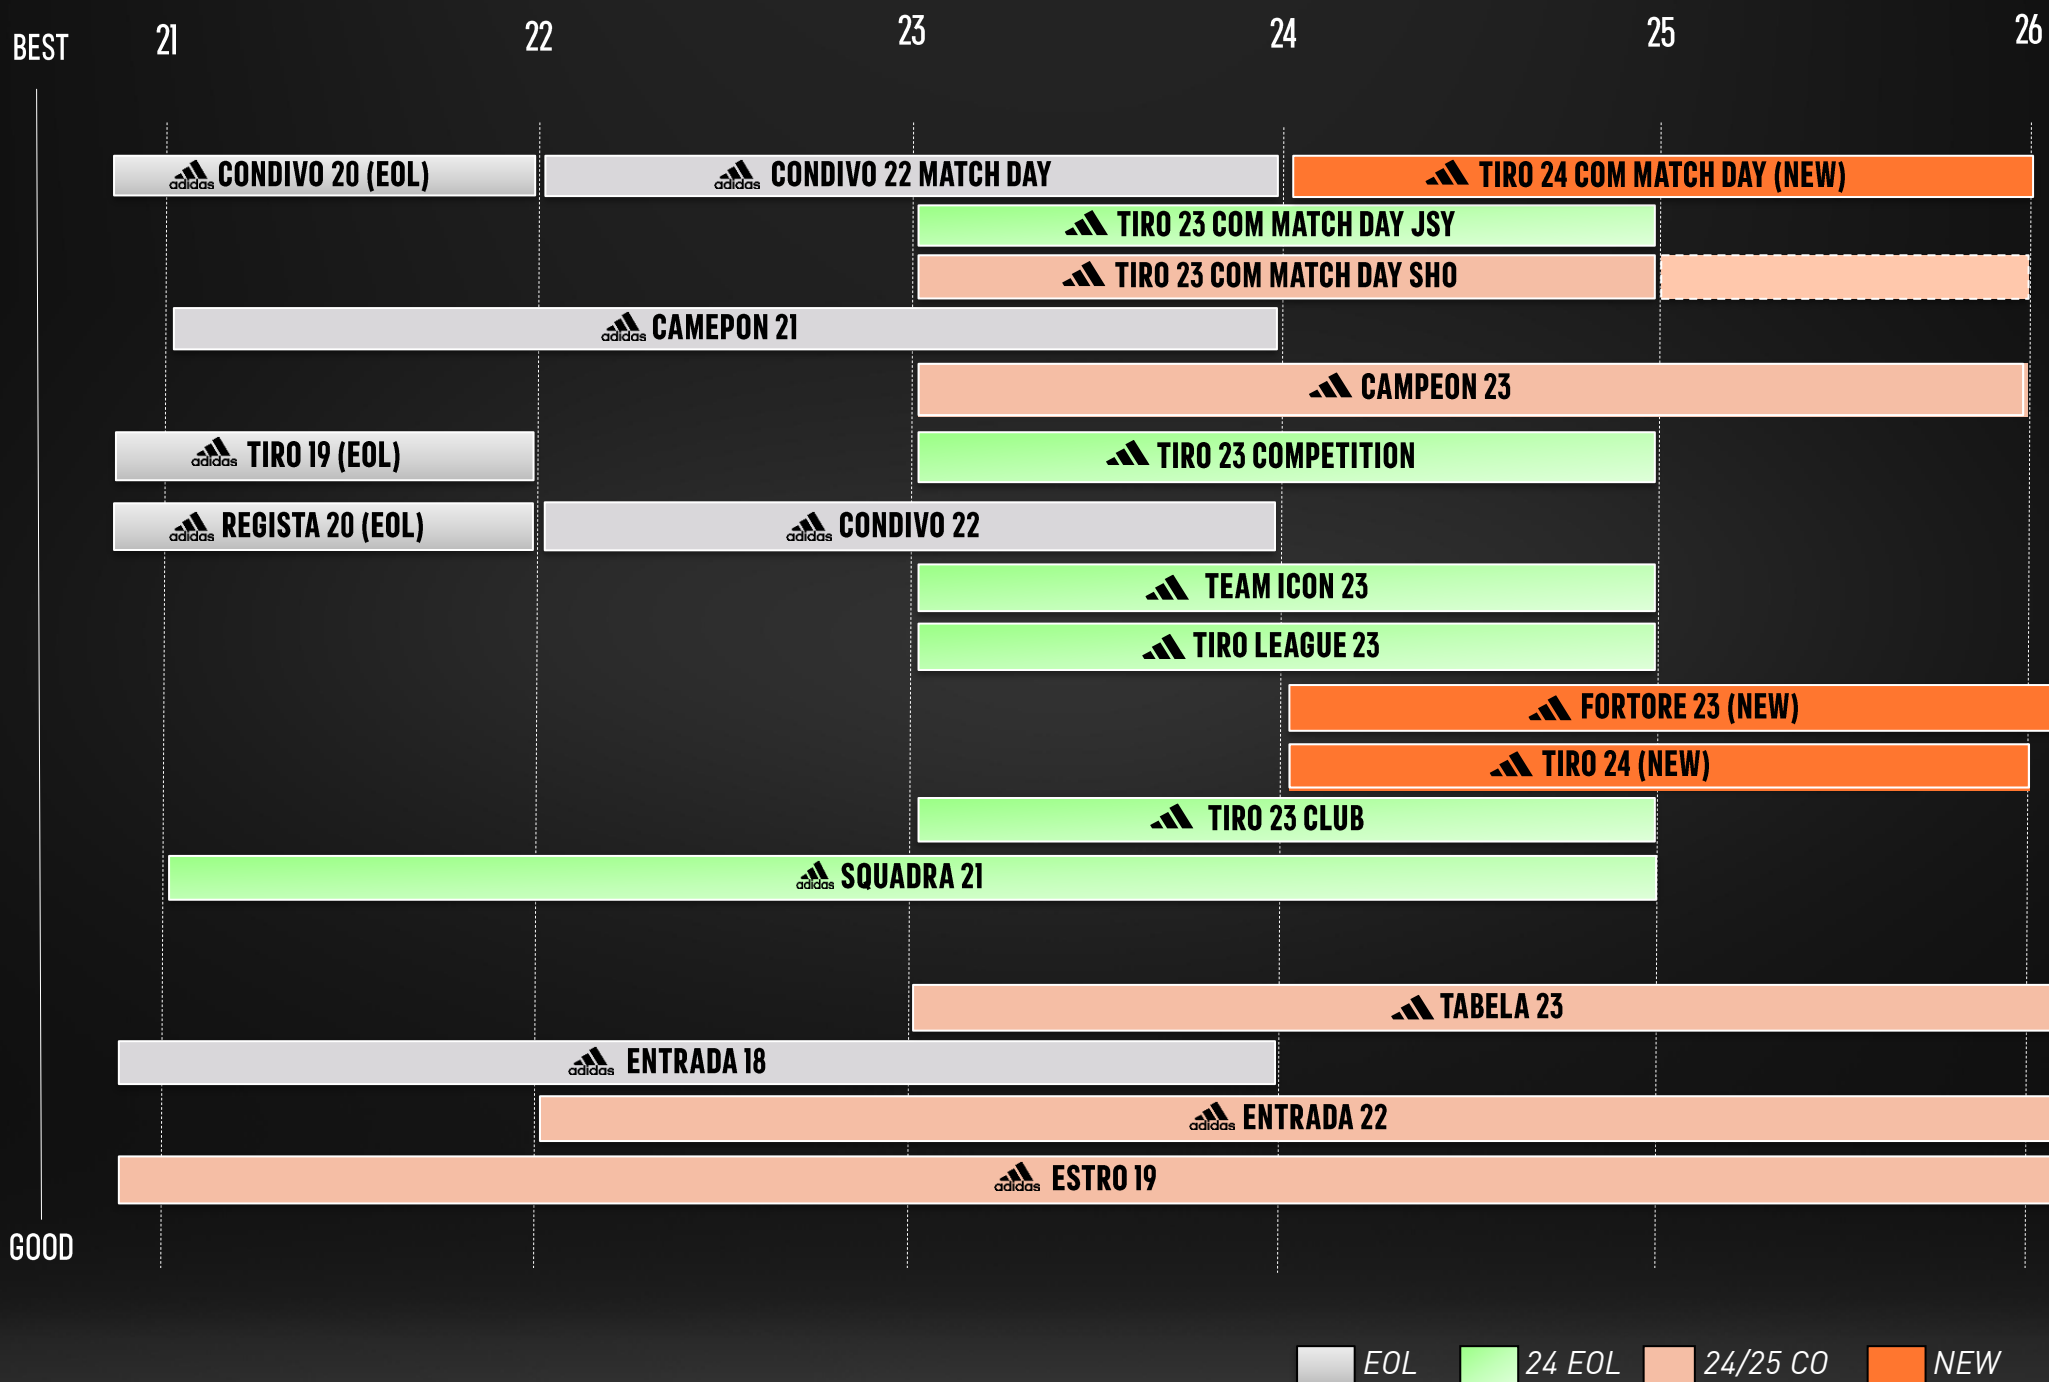 BEST 21 22 23 24 25 26
adidas CONDIVO 20 (EOL) adidas CONDIVO 22 MATCH DAY TIRO 24 COM MATCH DAY (NEW)
TIRO 23 COM MATCH DAY JSY
TIRO 23 COM MATCH DAY SHO
adidas CAMEPON 21
CAMPEON 23
adidas TIRO 19 (EOL) TIRO 23 COMPETITION
adidas REGISTA 20 (EOL) adidas CONDIVO 22
TEAM ICON 23
TIRO LEAGUE 23
FORTORE 23 (NEW)
TIRO 24 (NEW)
TIRO 23 CLUB
adidas SQUADRA 21
TABELA 23
adidas ENTRADA 18
adidas ENTRADA 22
adidas ESTRO 19
GOOD
EOL 24 EOL 24/25 CO NEW